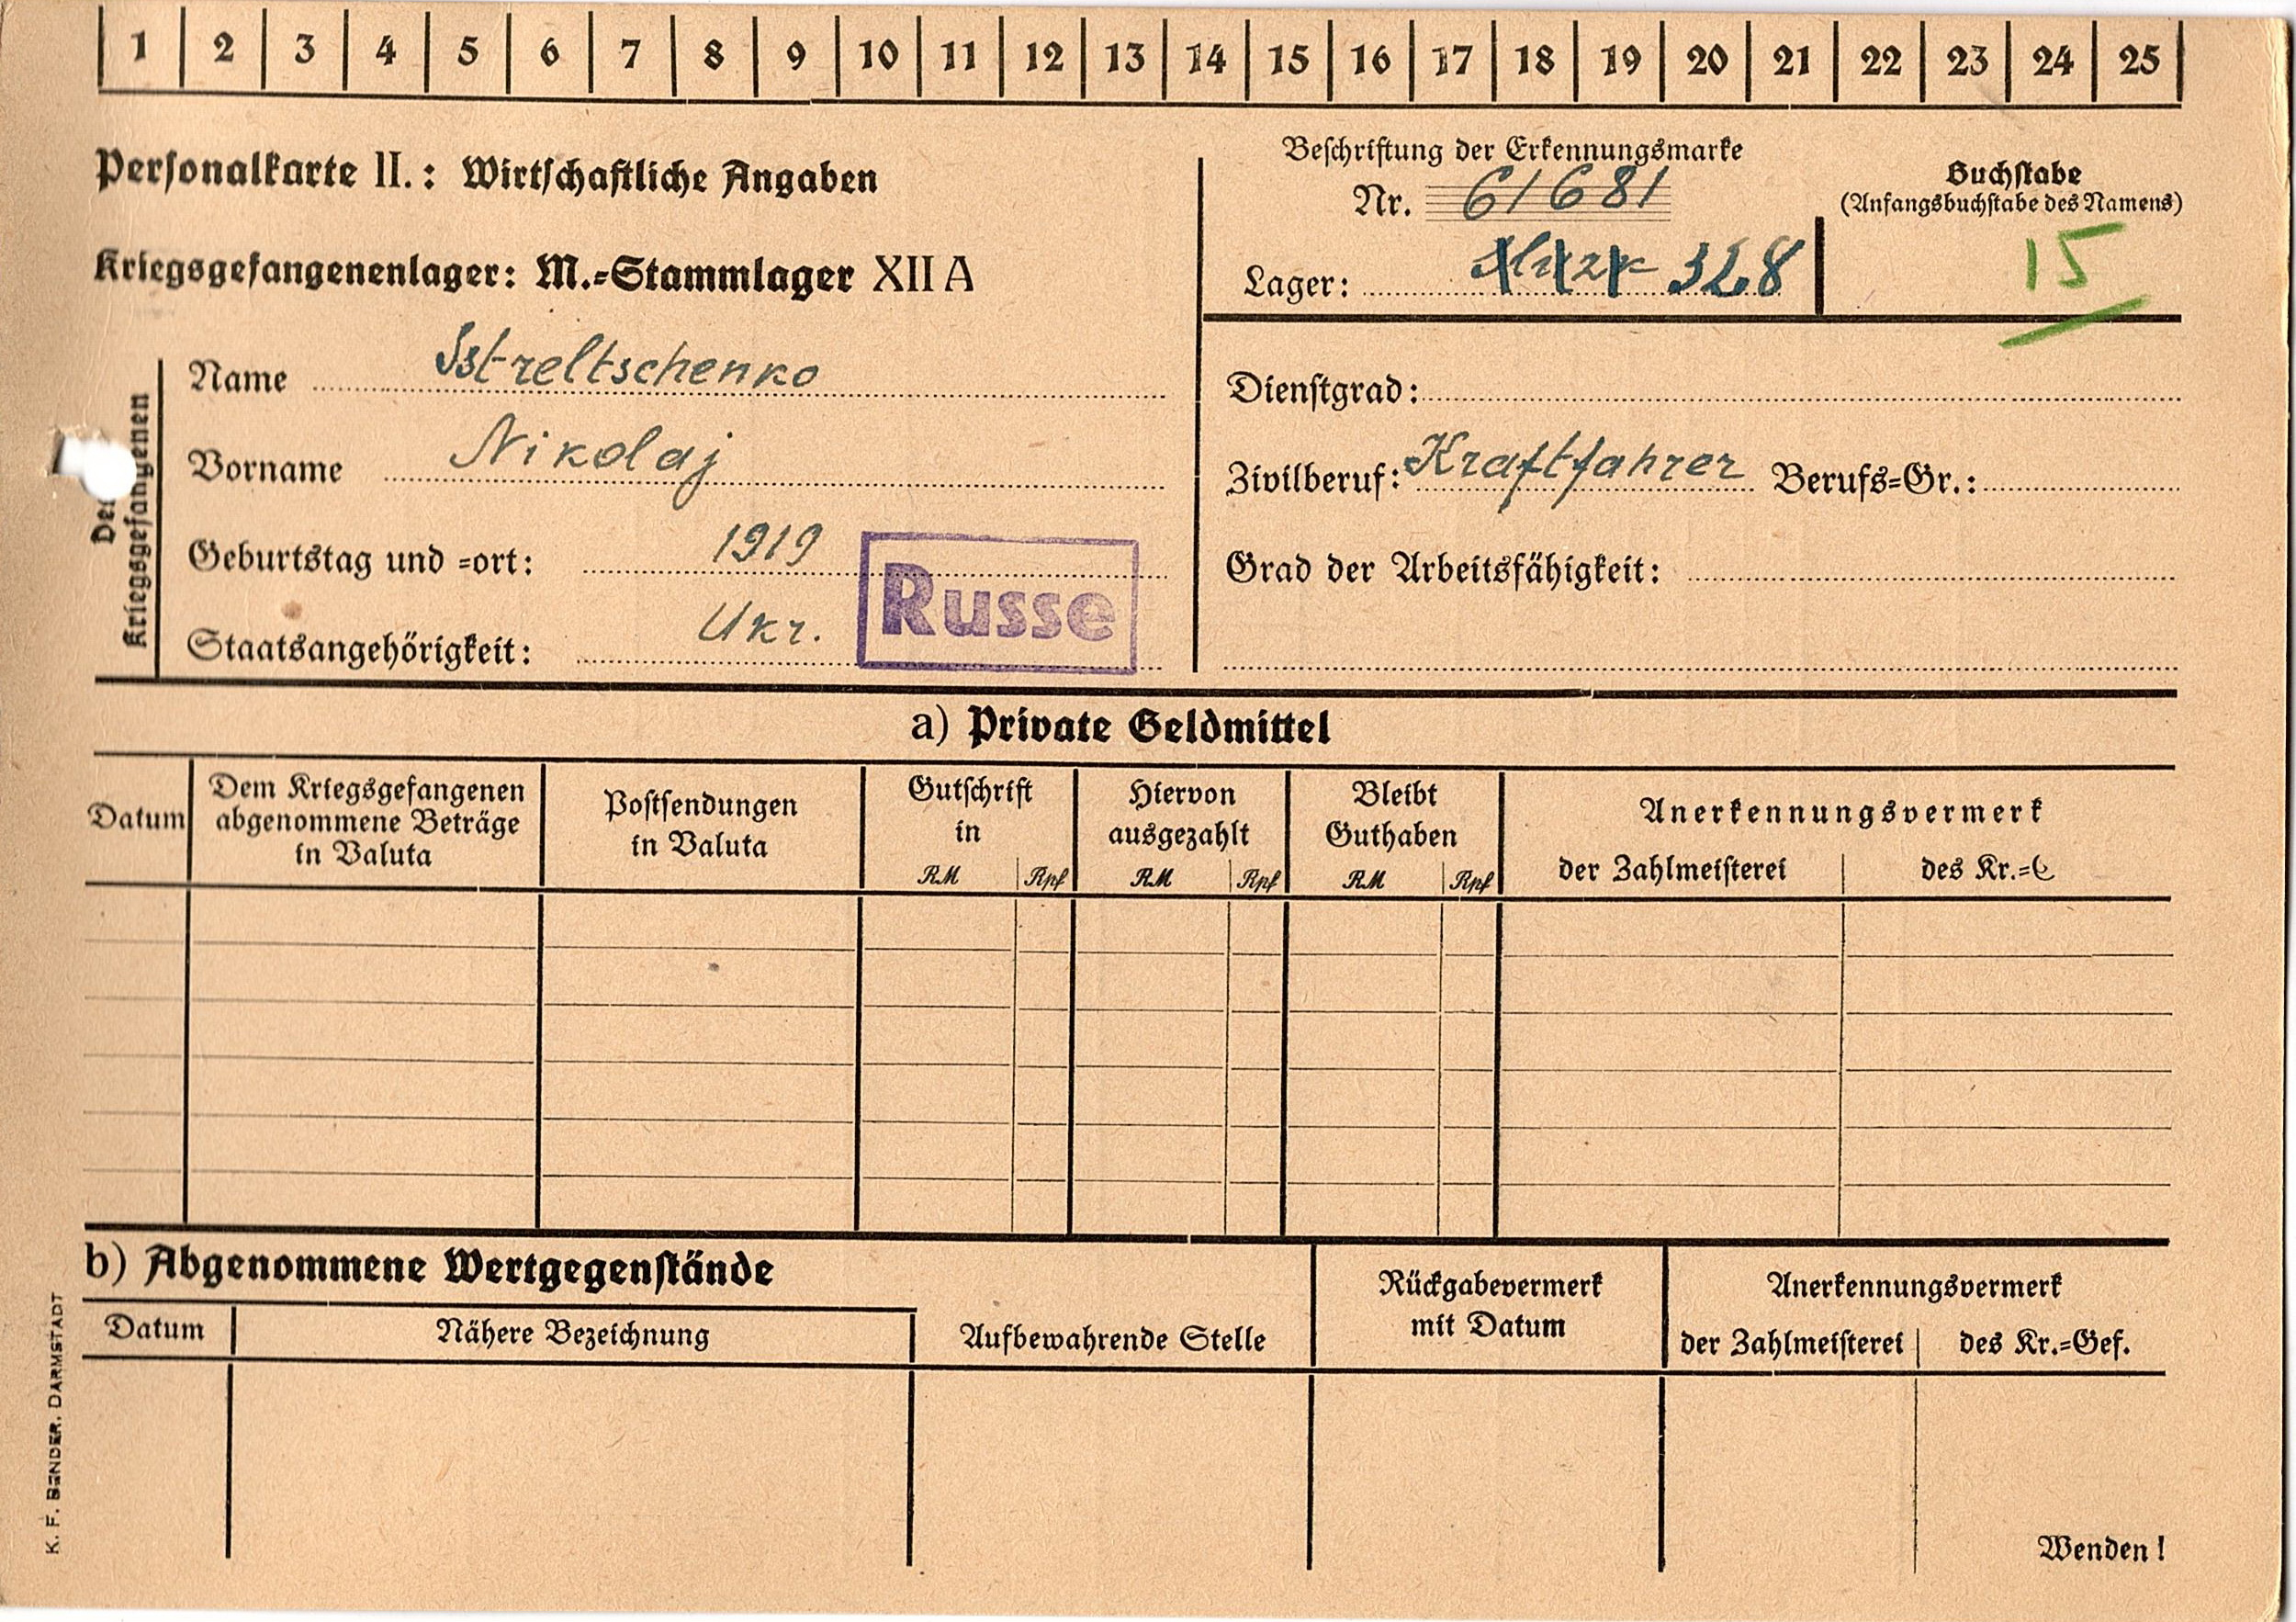 1 2 3 4 5 6 7 8 9 10 11 12 13 14 15 16 17 18 19 20 21 22 23 24 25
Personalkarte II.: Wirtschaftliche Angaben
Kriegsgefangenenlager: M.-Stammlager XII A
Beschriftung der Erkennungsmarke
Nr. 61681
Lager: 328
Buchstabe
(Anfangsbuchstabe des Namens)
15
Kriegsgefangenen
Name Sstreltschenko
Vorname Nikolaj
Geburtstag und =ort: 1919
Staatsangehörigkeit: Ukr.
Russe
Dienstgrad:
Zivilberuf: Kraftfahrer Berufs=Gr.:
Grad der Arbeitsfähigkeit:
a) Private Geldmittel
Datum
Dem Kriegsgefangenen
abgenommene Beträge
in Valuta
Postsendungen
in Valuta
Gutschrift
in
RM Rpf
Hiervon
ausgezahlt
RM Rpf
Bleibt
Guthaben
RM Rpf
Anerkennungsvermerk
der Zahlmeisterei des Kr.=
b) Abgenommene Wertgegenstände
Datum
Nähere Bezeichnung
Aufbewahrende Stelle
Rückgabevermerk
mit Datum
Anerkennungsvermerk
der Zahlmeisterei des Kr.=Gef.
Wenden!
K. F. BENDER, DARMSTADT